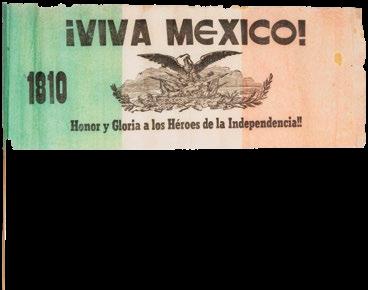 ¡VIVA MEXICO!
1810
Honor y Gloria a los Héroes de la Independencia!!